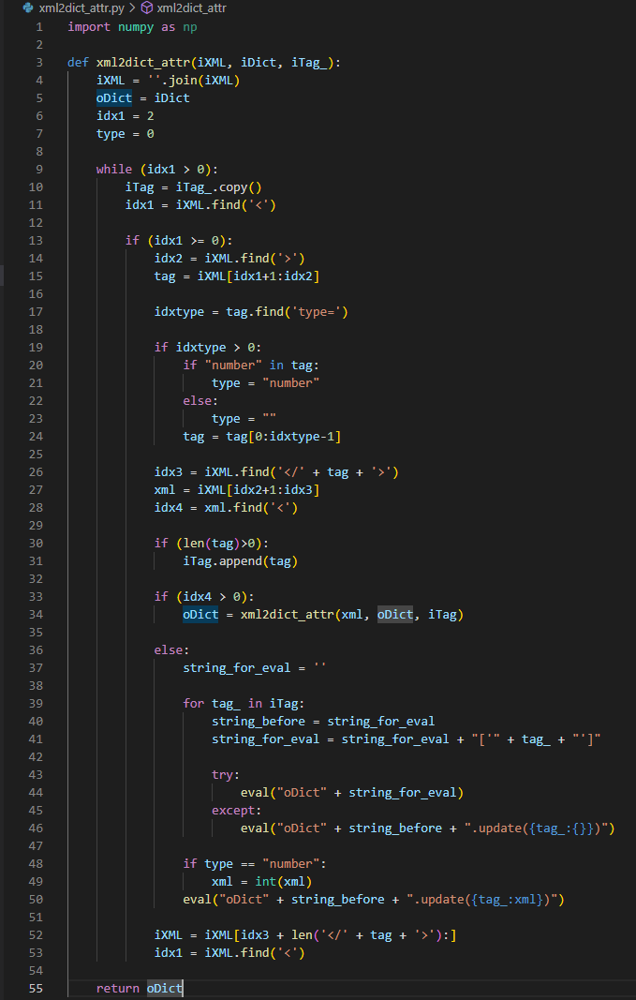 xml2dict_attr.py > xml2dict_attr
1 import numpy as np
2
3 def xml2dict_attr(iXML, iDict, iTag_):
4     iXML = ''.join(iXML)
5     oDict = iDict
6     idx1 = 2
7     type = 0
8
9     while (idx1 > 0):
10         iTag = iTag_.copy()
11         idx1 = iXML.find('<')
12
13         if (idx1 >= 0):
14             idx2 = iXML.find('>')
15             tag = iXML[idx1+1:idx2]
16
17             idxtype = tag.find('type=')
18
19             if idxtype > 0:
20                 if "number" in tag:
21                     type = "number"
22                 else:
23                     type = ""
24                 tag = tag[0:idxtype-1]
25
26             idx3 = iXML.find('</' + tag + '>')
27             xml = iXML[idx2+1:idx3]
28             idx4 = xml.find('<')
29
30             if (len(tag)>0):
31                 iTag.append(tag)
32
33             if (idx4 > 0):
34                 oDict = xml2dict_attr(xml, oDict, iTag)
35
36             else:
37                 string_for_eval = ''
38
39                 for tag_ in iTag:
40                     string_before = string_for_eval
41                     string_for_eval = string_for_eval + "['" + tag_ + "']"
42
43                     try:
44                         eval("oDict" + string_for_eval)
45                     except:
46                         eval("oDict" + string_before + ".update({tag_:{}})")
47
48                 if type == "number":
49                     xml = int(xml)
50                 eval("oDict" + string_before + ".update({tag_:xml})")
51
52             iXML = iXML[idx3 + len('</' + tag + '>'):]
53             idx1 = iXML.find('<')
54
55     return oDict